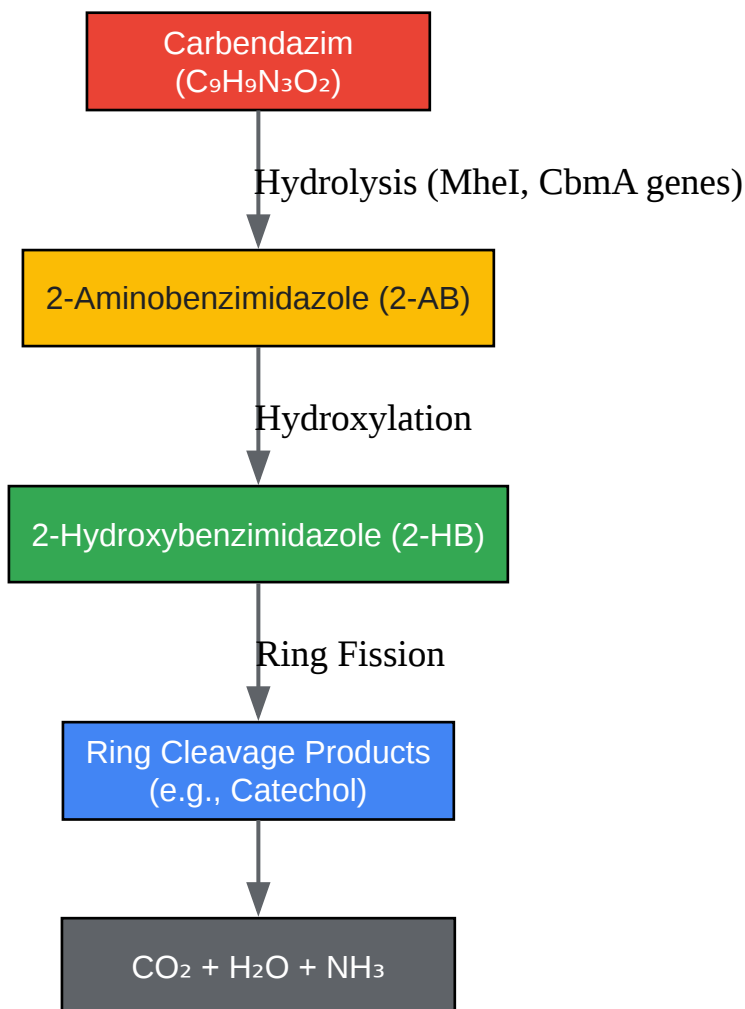 Carbendazim
(C₉H₉N₃O₂)
Hydrolysis (MheI, CbmA genes)
2-Aminobenzimidazole (2-AB)
Hydroxylation
2-Hydroxybenzimidazole (2-HB)
Ring Fission
Ring Cleavage Products
(e.g., Catechol)
CO₂ + H₂O + NH₃